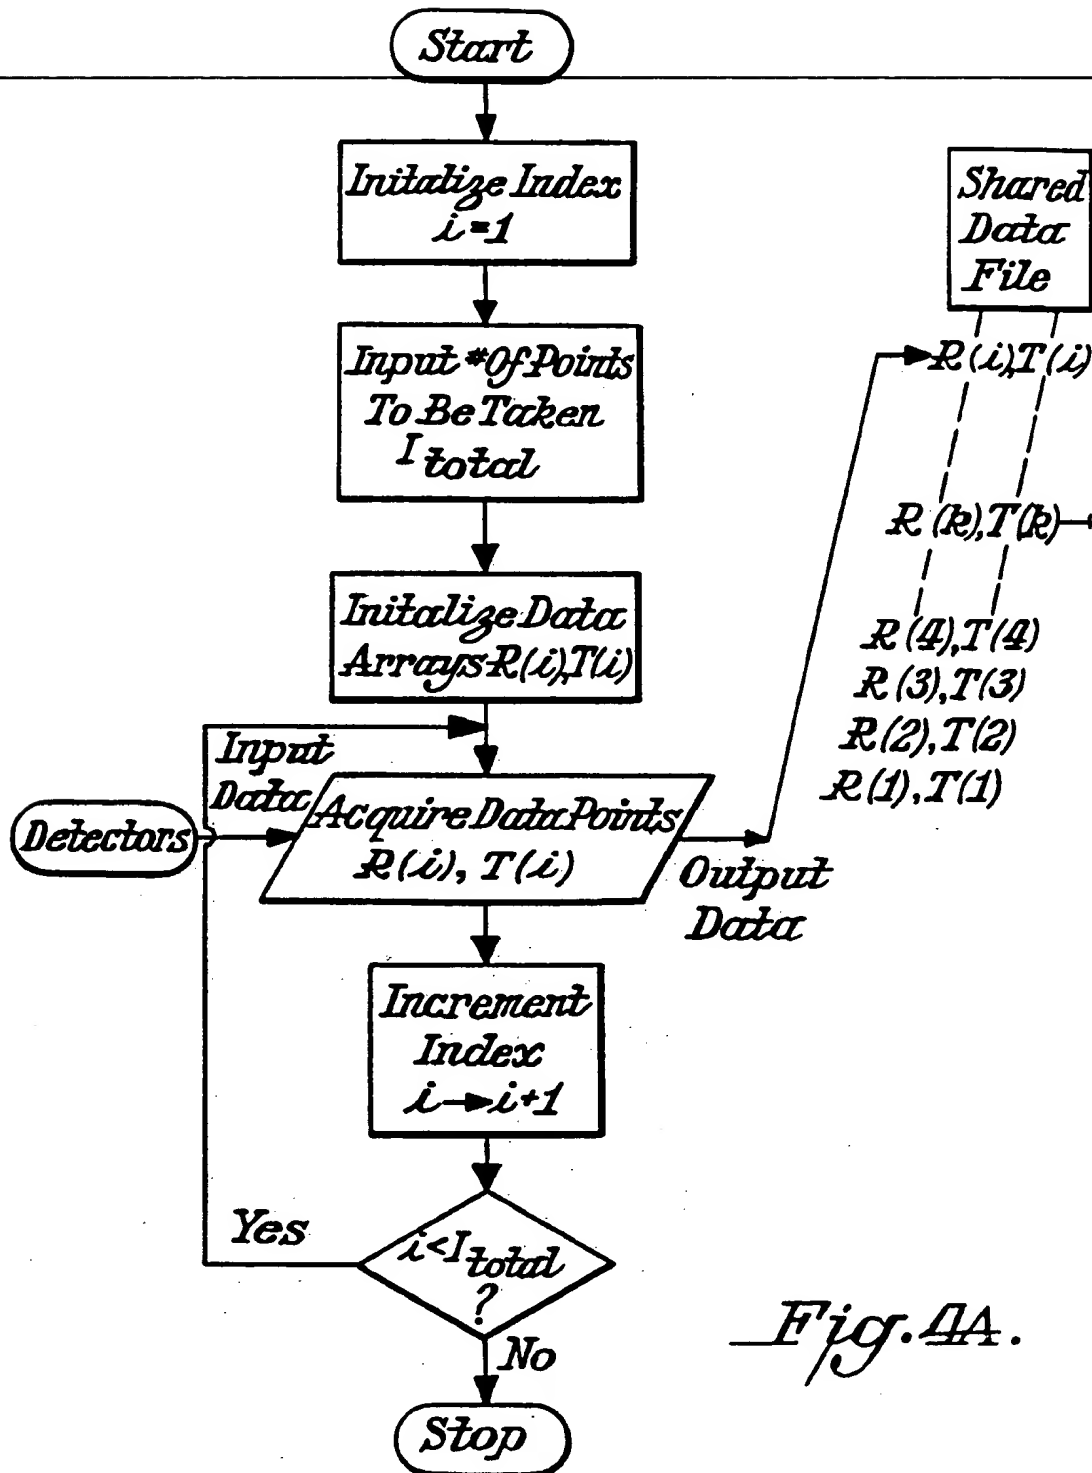 Start
Initalize Index
i=1
Input #Of Points
To Be Taken
I total
Initalize Data
Arrays R(i),T(i)
Input
Data
Detectors
Acquire Data Points
R(i), T(i)
Output
Data
Increment
Index
i→i+1
i<I total
?
Yes
No
Stop
Shared
Data
File
R(i),T(i)
R(k),T(k)
R(4),T(4)
R(3),T(3)
R(2),T(2)
R(1),T(1)
Fig. 4A.